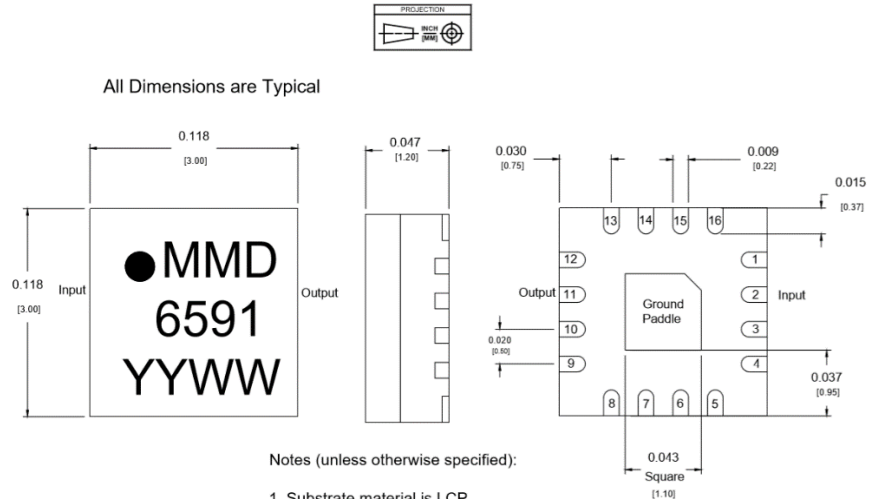 PROJECTION
INCH
[MM]
All Dimensions are Typical
0.118
[3.00]
0.118
[3.00]
Input
●MMD
6591
YYWW
Output
0.047
[1.20]
0.030
[0.75]
0.009
[0.22]
0.015
[0.37]
13 14 15 16
12
11
10
9
1
2
3
4
8 7 6 5
Output
Input
Ground
Paddle
0.020
[0.50]
0.037
[0.95]
0.043
Square
[1.10]
Notes (unless otherwise specified):
1. Substrate material is LCP